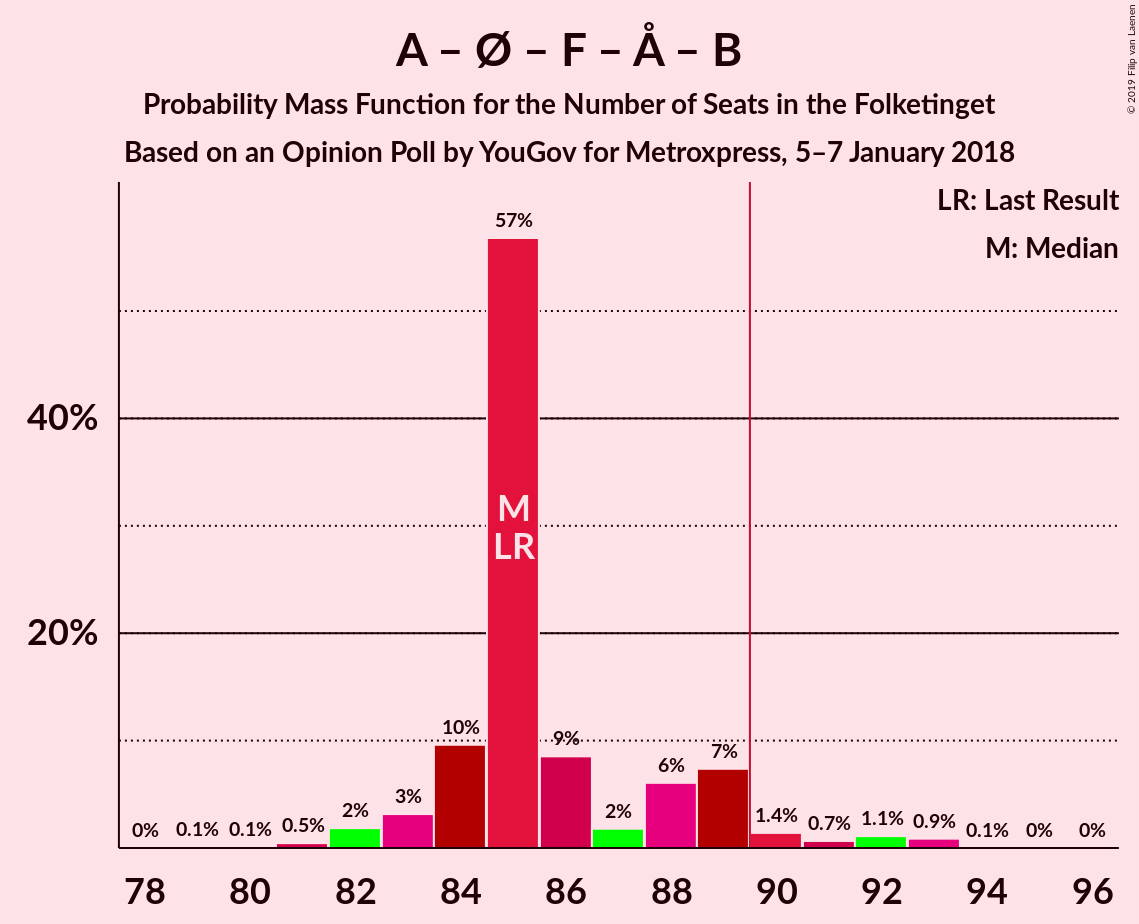 A – Ø – F – Å – B
Probability Mass Function for the Number of Seats in the Folketinget
Based on an Opinion Poll by YouGov for Metroxpress, 5–7 January 2018
© 2019 Filip van Laenen
LR: Last Result
M: Median
57%
40%
M
LR
20%
10%
9%
7%
6%
3%
2%
2%
1.4%
1.1%
0.9%
0.7%
0.5%
0%
0.1%
0.1%
0.1%
0%
0%
78 80 82 84 86 88 90 92 94 96